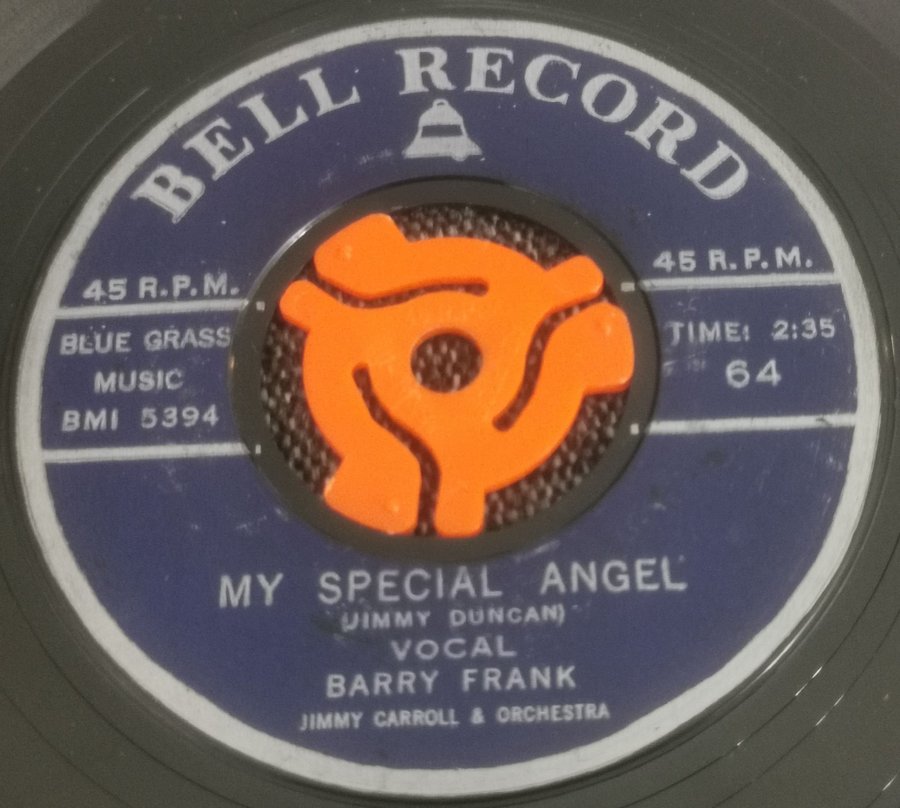 BELL RECORD
45 R.P.M.
45 R.P.M.
BLUE GRASS
MUSIC
BMI 5394
TIME: 2:35
64
MY SPECIAL ANGEL
(JIMMY DUNCAN)
VOCAL
BARRY FRANK
JIMMY CARROLL & ORCHESTRA